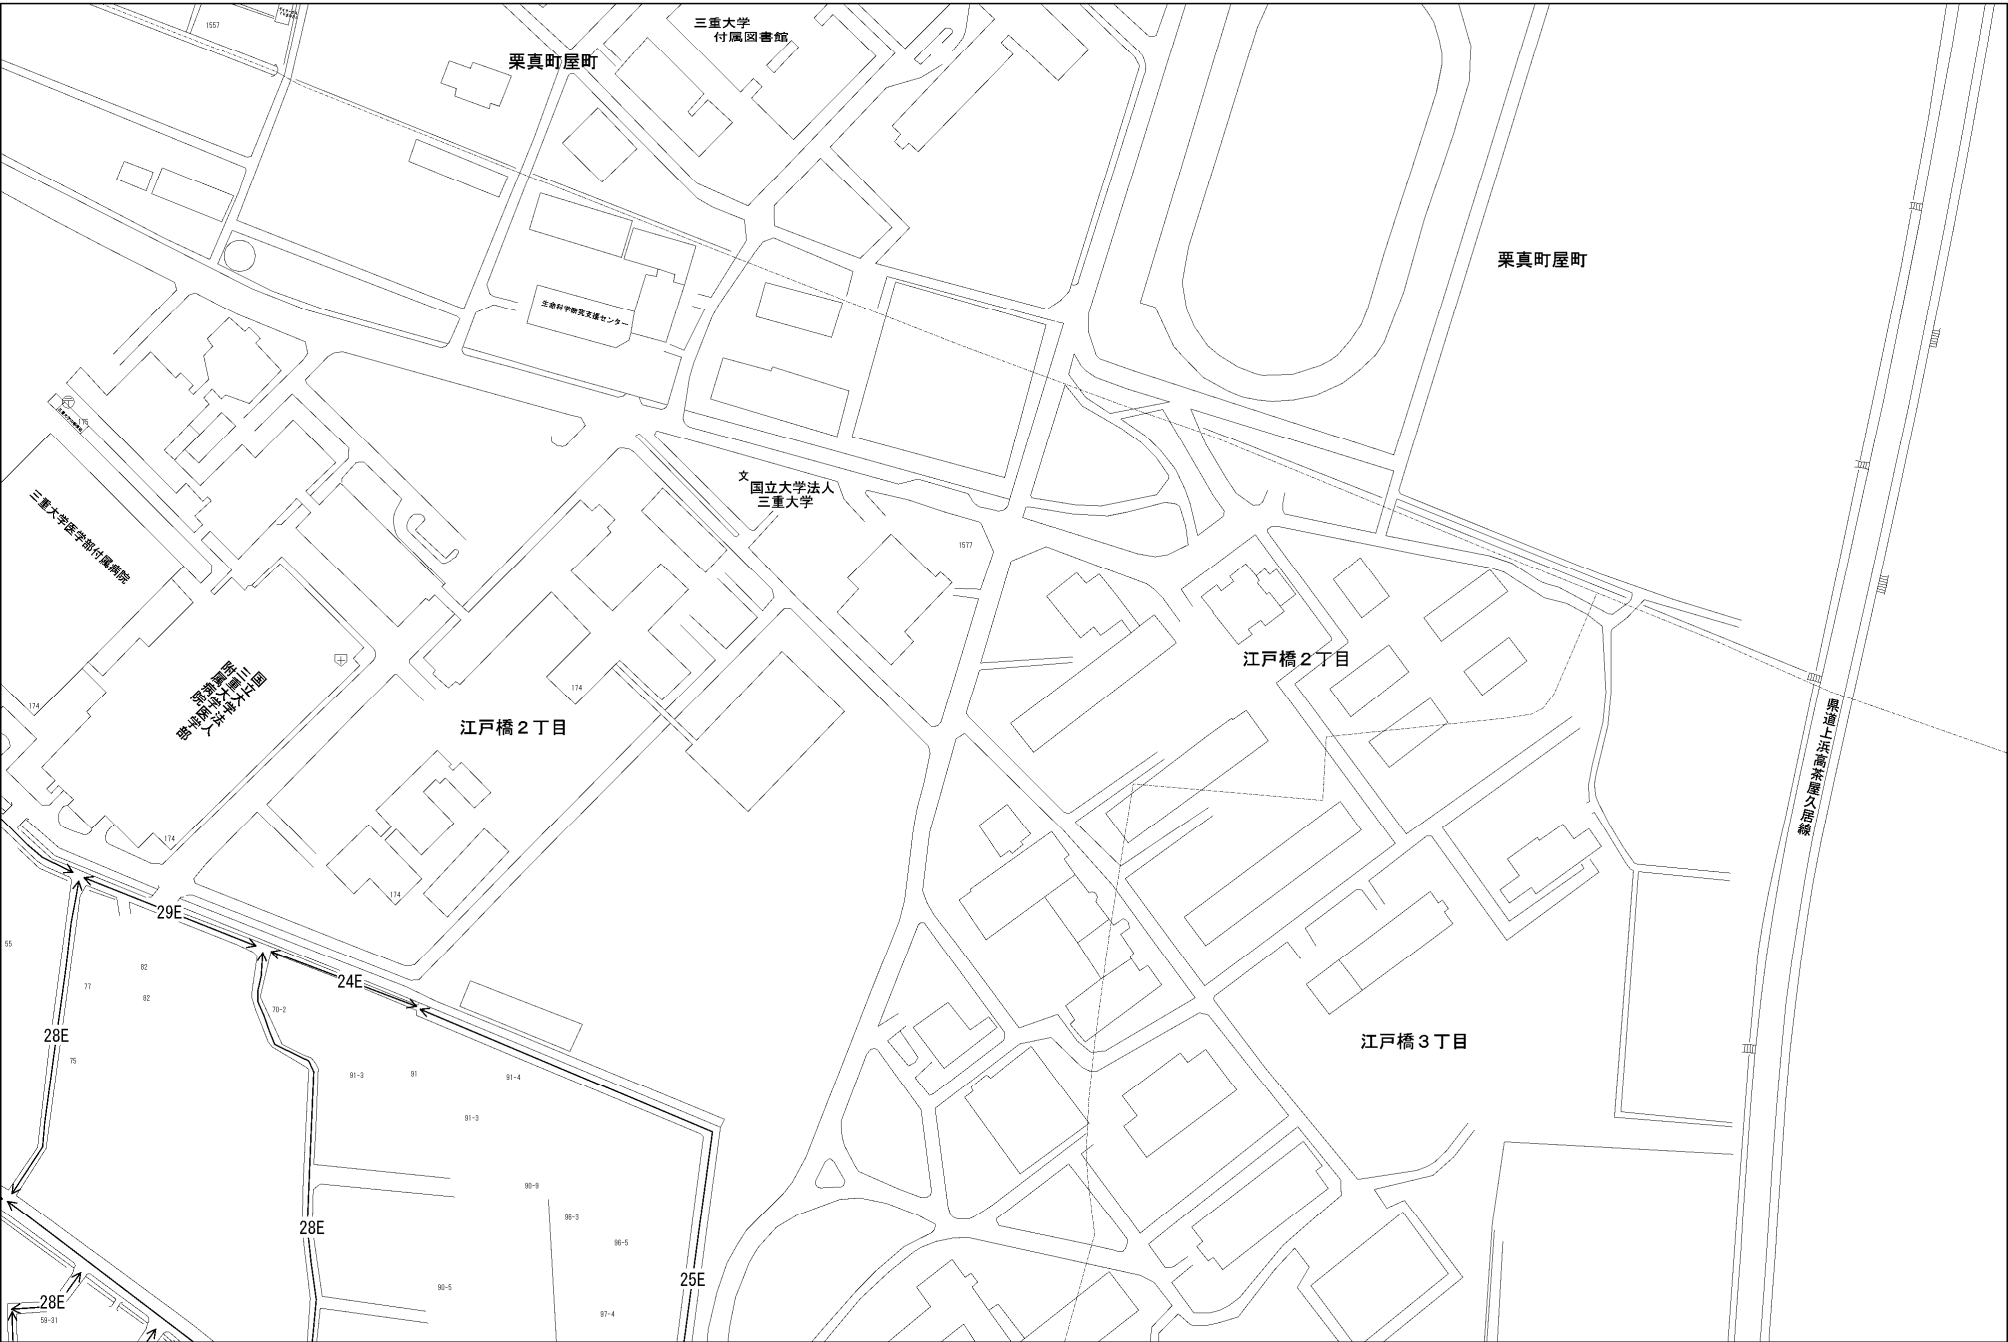 1557
三重大学
付属図書館
栗真町屋町
栗真町屋町
生命科学研究支援センター
75
文
国立大学法人
三重大学
三重大学医学部付属病院
1577
国立大学法人
三重大学医学部
附属病院
江戸橋２丁目
174
174
江戸橋２丁目
県道上浜高茶屋久居線
174
174
29E
55
82
24E
77
82
70-2
28E
江戸橋３丁目
75
91-3
91
91-4
91-3
90-9
96-3
28E
96-5
25E
90-5
28E
97-4
59-31